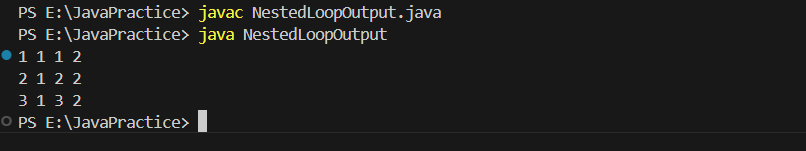 PS E:\JavaPractice> javac NestedLoopOutput.java
PS E:\JavaPractice> java NestedLoopOutput
1 1 1 2
2 1 2 2
3 1 3 2
PS E:\JavaPractice>